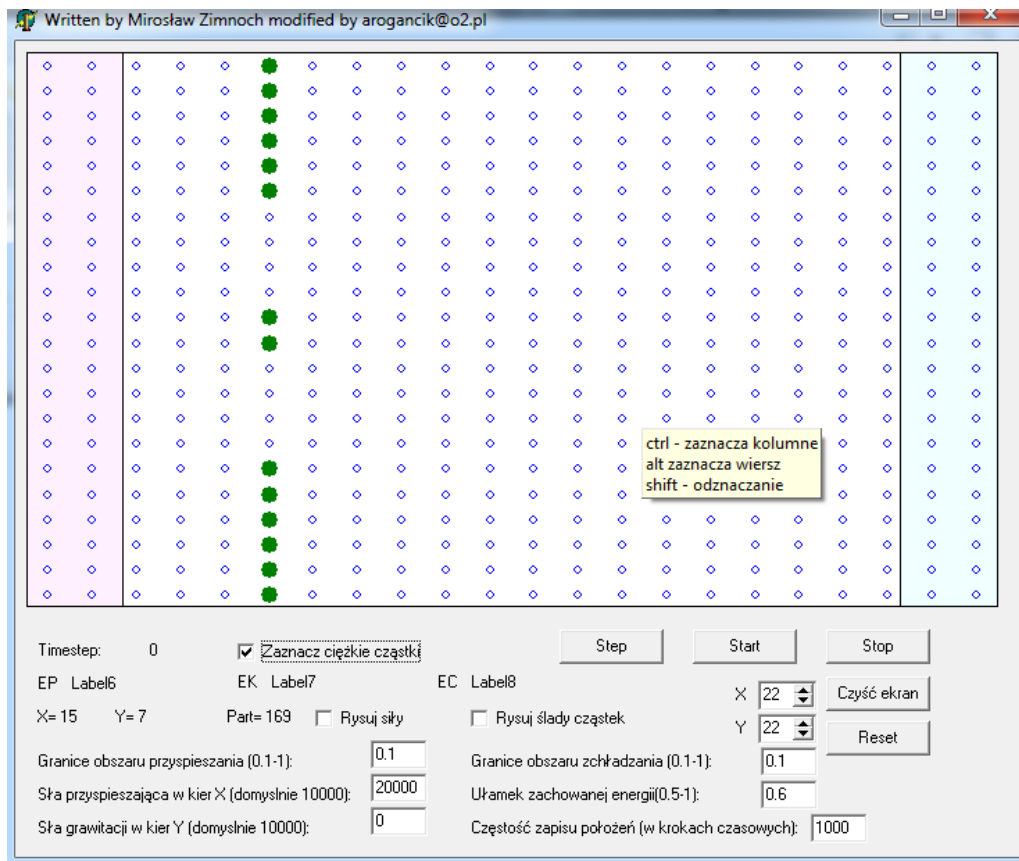 Written by Mirosław Zimnoch modified by arogancik@o2.pl
ctrl - zaznacza kolumne
alt zaznacza wiersz
shift - odznaczanie
Timestep: 0 Zaznacz ciężkie cząstki Step Start Stop
EP Label6 EK Label7 EC Label8 X 22 Czyść ekran
X= 15 Y= 7 Part= 169 Rysuj siły Rysuj ślady cząstek Y 22 Reset
Granice obszaru przyspieszania (0.1-1): 0.1 Granice obszaru zchładzania (0.1-1): 0.1
Sła przyspieszająca w kier X (domyslnie 10000): 20000 Ułamek zachowanej energii(0.5-1): 0.6
Sła grawitacji w kier Y (domyslnie 10000): 0 Częstość zapisu położeń (w krokach czasowych): 1000